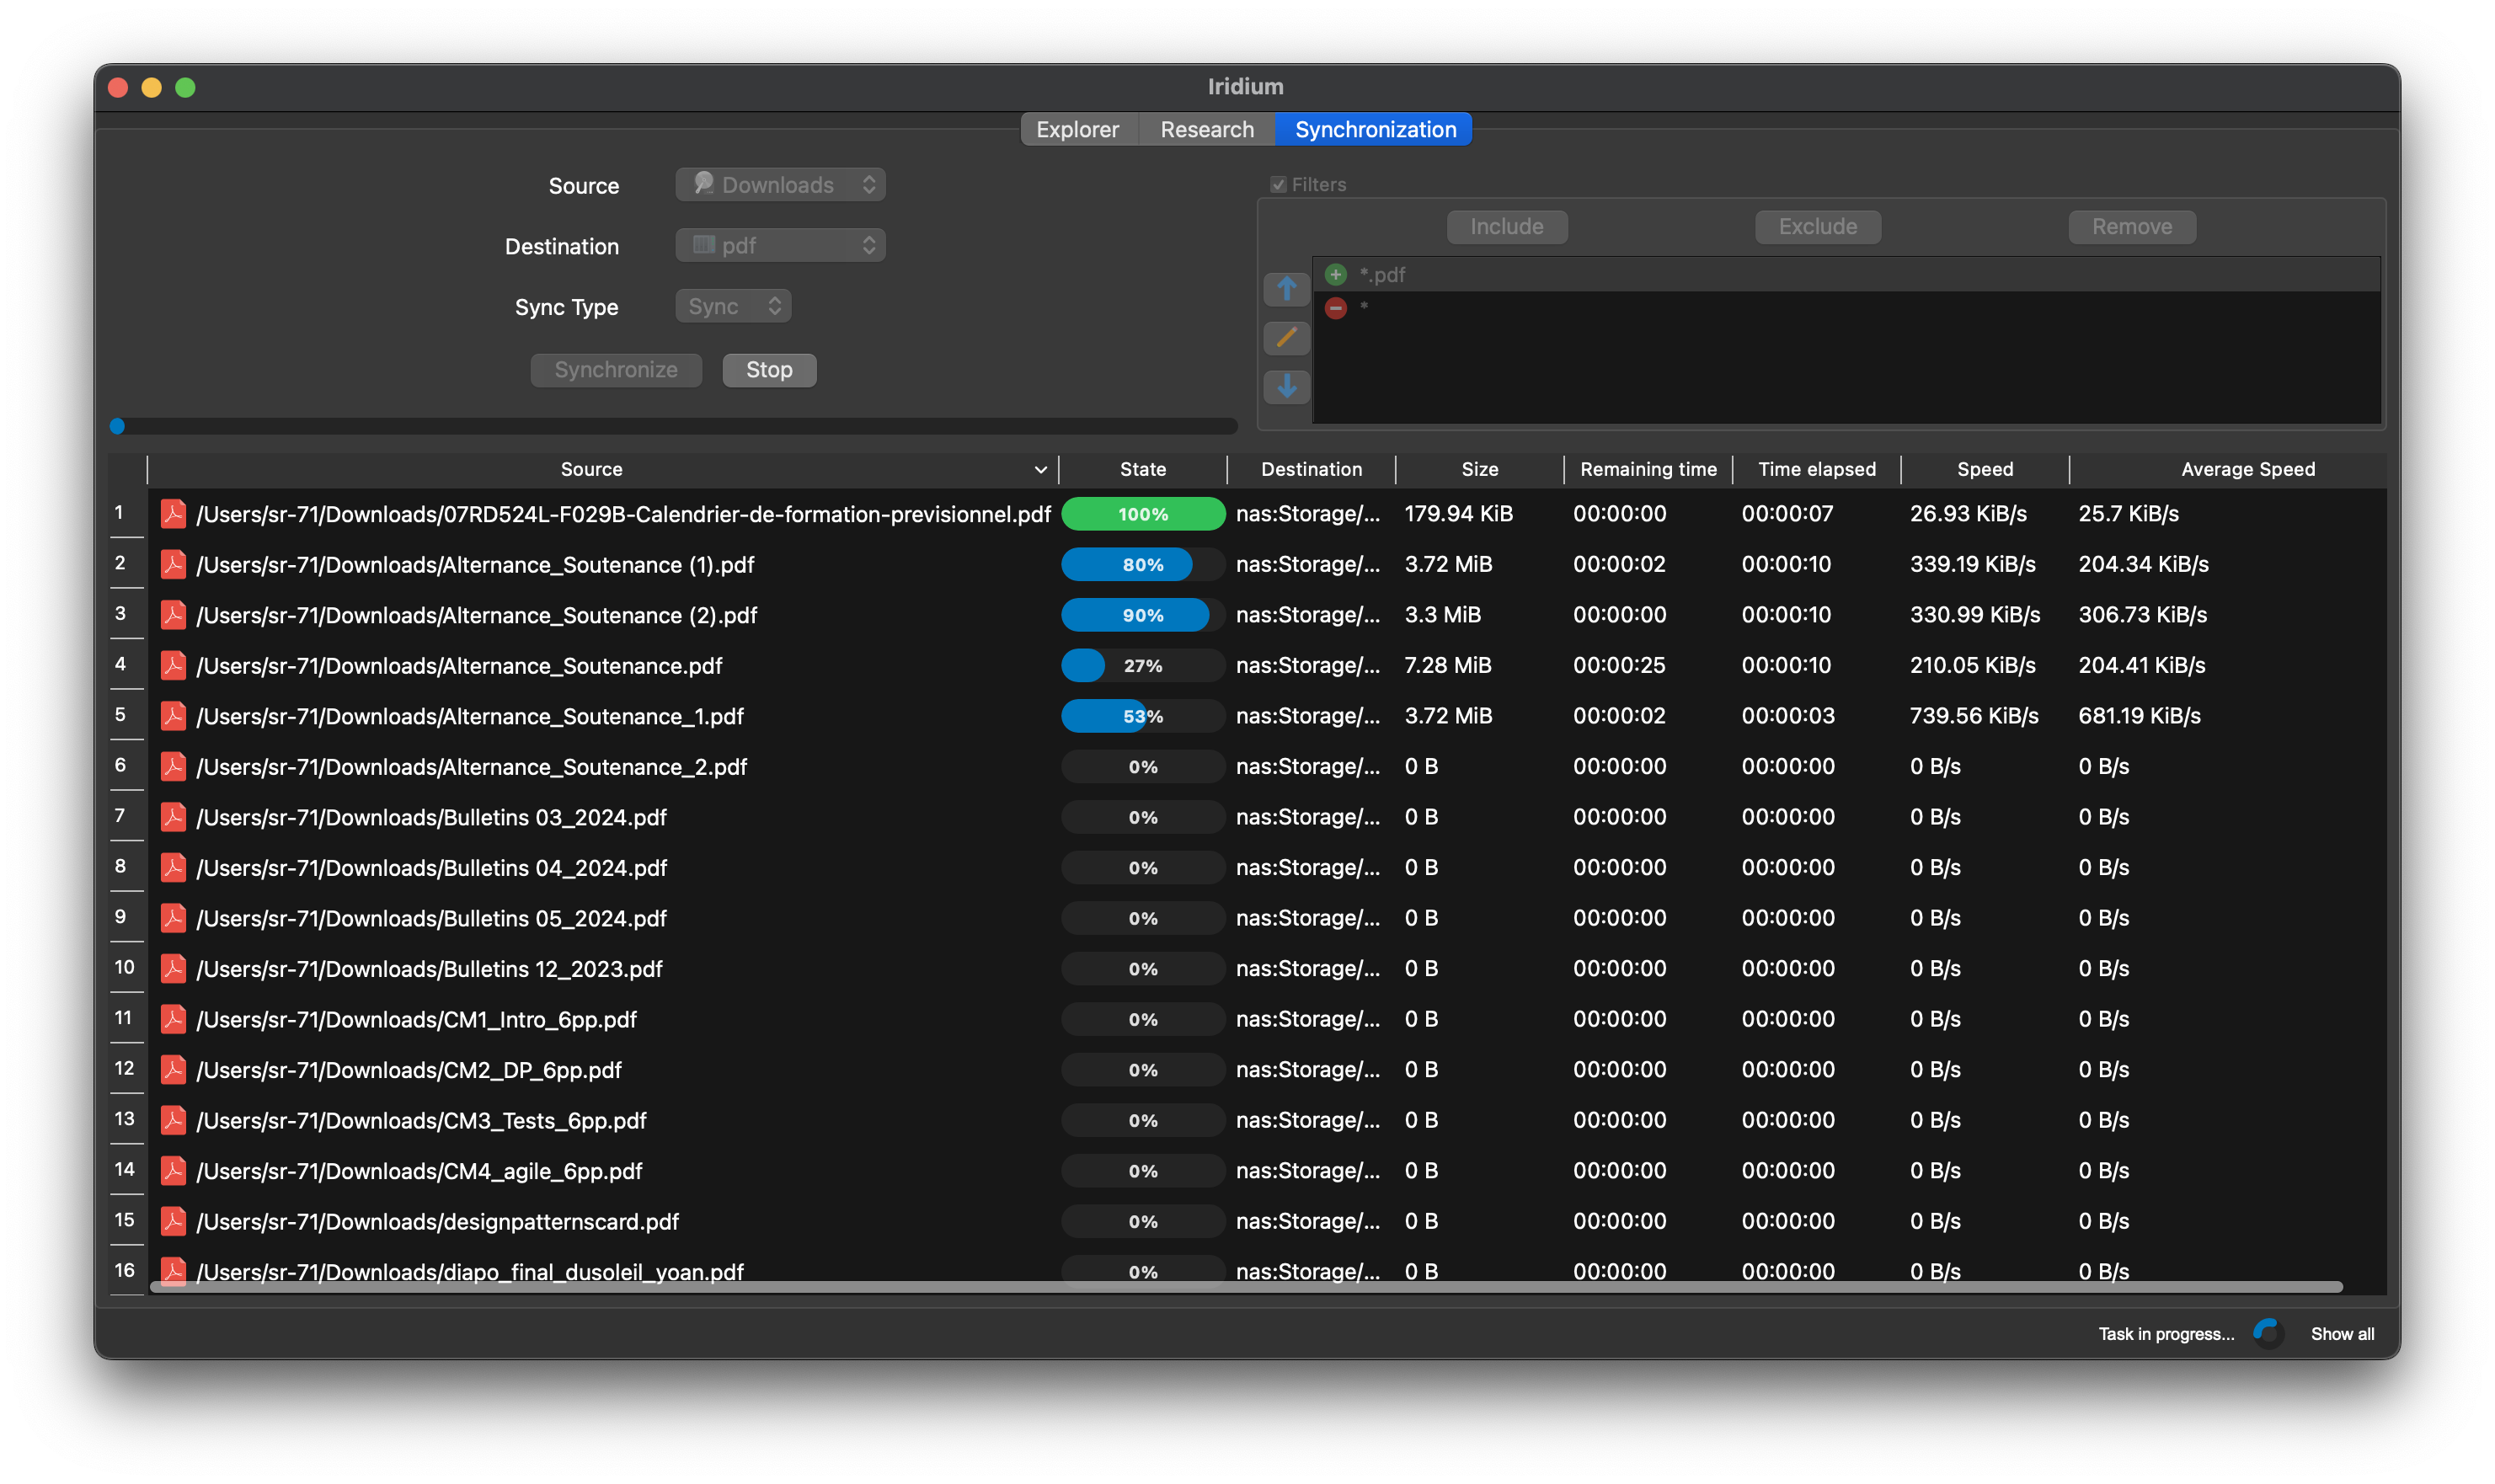 Iridium
Explorer Research Synchronization
Source Downloads
Destination pdf
Sync Type Sync
Synchronize Stop
Filters
Include Exclude Remove
*.pdf
*
Source State Destination Size Remaining time Time elapsed Speed Average Speed
1 /Users/sr-71/Downloads/07RD524L-F029B-Calendrier-de-formation-previsionnel.pdf 100% nas:Storage/... 179.94 KiB 00:00:00 00:00:07 26.93 KiB/s 25.7 KiB/s
2 /Users/sr-71/Downloads/Alternance_Soutenance (1).pdf 80% nas:Storage/... 3.72 MiB 00:00:02 00:00:10 339.19 KiB/s 204.34 KiB/s
3 /Users/sr-71/Downloads/Alternance_Soutenance (2).pdf 90% nas:Storage/... 3.3 MiB 00:00:00 00:00:10 330.99 KiB/s 306.73 KiB/s
4 /Users/sr-71/Downloads/Alternance_Soutenance.pdf 27% nas:Storage/... 7.28 MiB 00:00:25 00:00:10 210.05 KiB/s 204.41 KiB/s
5 /Users/sr-71/Downloads/Alternance_Soutenance_1.pdf 53% nas:Storage/... 3.72 MiB 00:00:02 00:00:03 739.56 KiB/s 681.19 KiB/s
6 /Users/sr-71/Downloads/Alternance_Soutenance_2.pdf 0% nas:Storage/... 0 B 00:00:00 00:00:00 0 B/s 0 B/s
7 /Users/sr-71/Downloads/Bulletins 03_2024.pdf 0% nas:Storage/... 0 B 00:00:00 00:00:00 0 B/s 0 B/s
8 /Users/sr-71/Downloads/Bulletins 04_2024.pdf 0% nas:Storage/... 0 B 00:00:00 00:00:00 0 B/s 0 B/s
9 /Users/sr-71/Downloads/Bulletins 05_2024.pdf 0% nas:Storage/... 0 B 00:00:00 00:00:00 0 B/s 0 B/s
10 /Users/sr-71/Downloads/Bulletins 12_2023.pdf 0% nas:Storage/... 0 B 00:00:00 00:00:00 0 B/s 0 B/s
11 /Users/sr-71/Downloads/CM1_Intro_6pp.pdf 0% nas:Storage/... 0 B 00:00:00 00:00:00 0 B/s 0 B/s
12 /Users/sr-71/Downloads/CM2_DP_6pp.pdf 0% nas:Storage/... 0 B 00:00:00 00:00:00 0 B/s 0 B/s
13 /Users/sr-71/Downloads/CM3_Tests_6pp.pdf 0% nas:Storage/... 0 B 00:00:00 00:00:00 0 B/s 0 B/s
14 /Users/sr-71/Downloads/CM4_agile_6pp.pdf 0% nas:Storage/... 0 B 00:00:00 00:00:00 0 B/s 0 B/s
15 /Users/sr-71/Downloads/designpatternscard.pdf 0% nas:Storage/... 0 B 00:00:00 00:00:00 0 B/s 0 B/s
16 /Users/sr-71/Downloads/diapo_final_dusoleil_yoan.pdf 0% nas:Storage/... 0 B 00:00:00 00:00:00 0 B/s 0 B/s
Task in progress... Show all